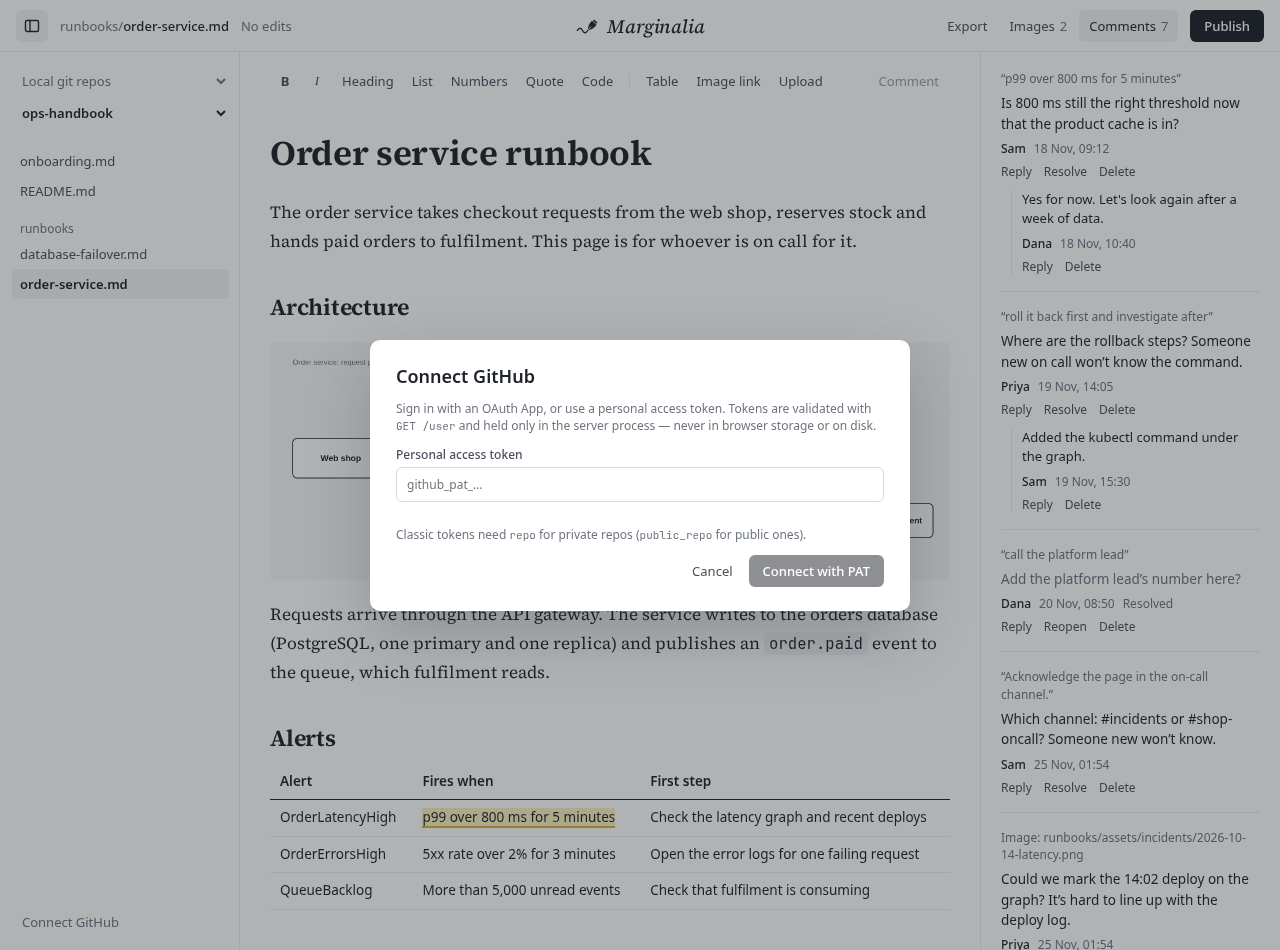 runbooks/order-service.md No edits
Marginalia
Export Images 2 Comments 7 Publish
Local git repos
ops-handbook
onboarding.md
README.md
runbooks
database-failover.md
order-service.md
Connect GitHub
B I Heading List Numbers Quote Code Table Image link Upload Comment
Order service runbook
The order service takes checkout requests from the web shop, reserves stock and
hands paid orders to fulfilment. This page is for whoever is on call for it.
Architecture
Order service: request
Web shop
Connect GitHub
Sign in with an OAuth App, or use a personal access token. Tokens are validated with
GET /user and held only in the server process — never in browser storage or on disk.
Personal access token
github_pat_…
Classic tokens need repo for private repos (public_repo for public ones).
Cancel Connect with PAT
Requests arrive through the API gateway. The service writes to the orders database
(PostgreSQL, one primary and one replica) and publishes an order.paid event to
the queue, which fulfilment reads.
Alerts
Alert Fires when First step
OrderLatencyHigh p99 over 800 ms for 5 minutes Check the latency graph and recent deploys
OrderErrorsHigh 5xx rate over 2% for 3 minutes Open the error logs for one failing request
QueueBacklog More than 5,000 unread events Check that fulfilment is consuming
“p99 over 800 ms for 5 minutes”
Is 800 ms still the right threshold now
that the product cache is in?
Sam 18 Nov, 09:12
Reply Resolve Delete
Yes for now. Let's look again after a
week of data.
Dana 18 Nov, 10:40
Reply Delete
“roll it back first and investigate after”
Where are the rollback steps? Someone
new on call won’t know the command.
Priya 19 Nov, 14:05
Reply Resolve Delete
Added the kubectl command under
the graph.
Sam 19 Nov, 15:30
Reply Delete
“call the platform lead”
Add the platform lead’s number here?
Dana 20 Nov, 08:50 Resolved
Reply Reopen Delete
“Acknowledge the page in the on-call
channel.”
Which channel: #incidents or #shop-
oncall? Someone new won’t know.
Sam 25 Nov, 01:54
Reply Resolve Delete
Image: runbooks/assets/incidents/2026-10-
14-latency.png
Could we mark the 14:02 deploy on the
graph? It’s hard to line up with the
deploy log.
Priya 25 Nov, 01:54